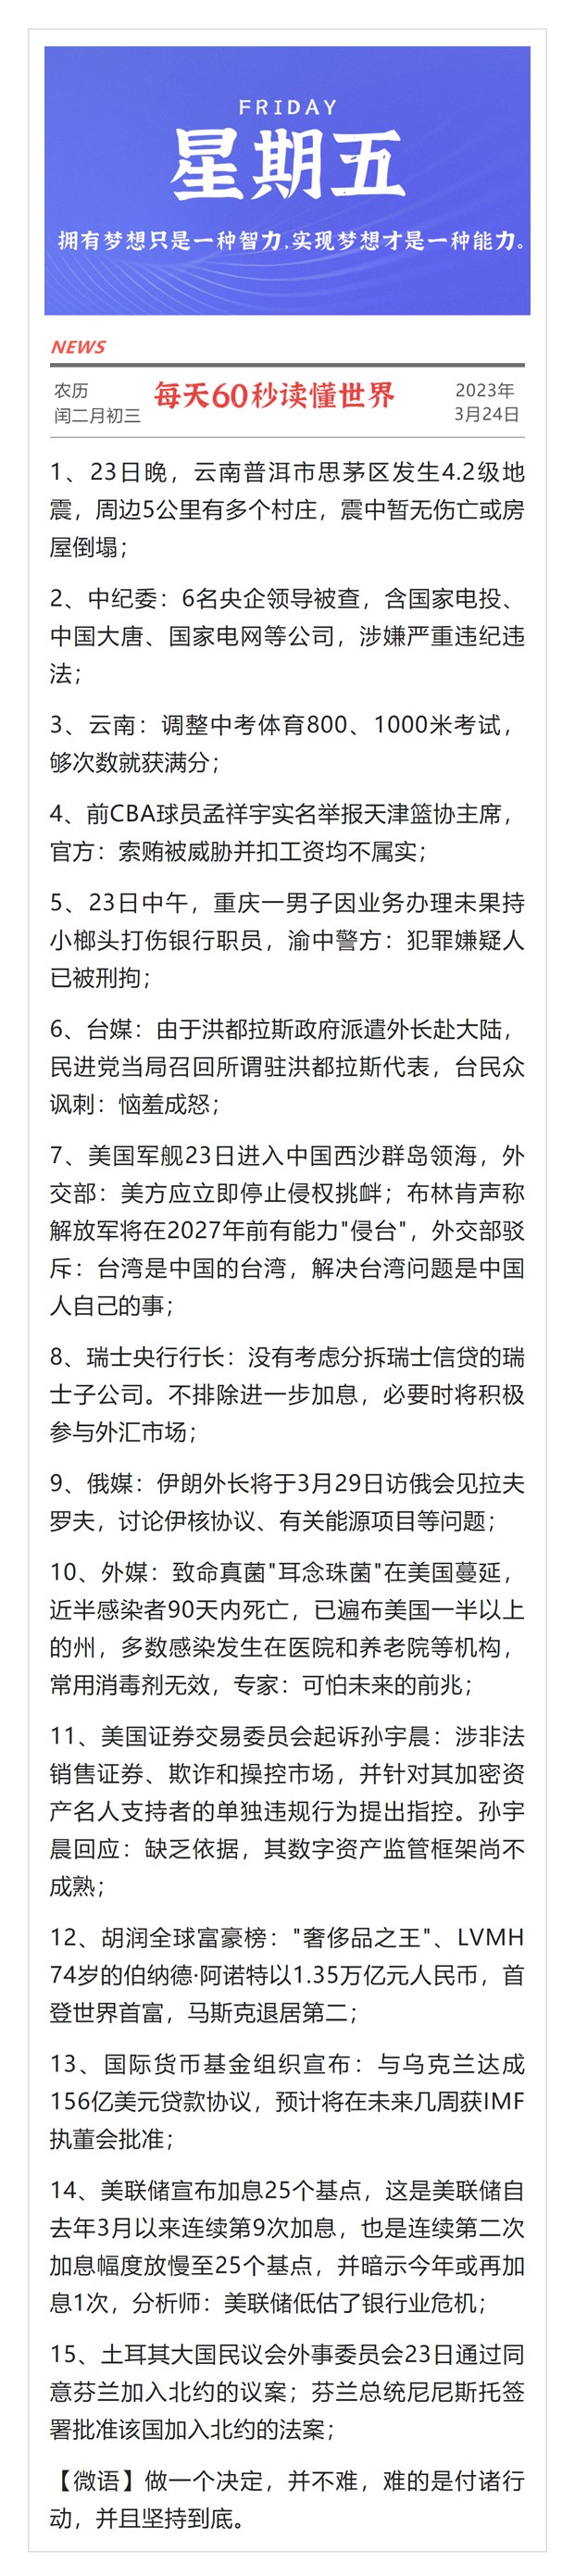 FRIDAY
星期五
拥有梦想只是一种智力,实现梦想才是一种能力。
NEWS
农历
闰二月初三
每天60秒读懂世界
2023年
3月24日
1、23日晚，云南普洱市思茅区发生4.2级地
震，周边5公里有多个村庄，震中暂无伤亡或房
屋倒塌；
2、中纪委：6名央企领导被查，含国家电投、
中国大唐、国家电网等公司，涉嫌严重违纪违
法；
3、云南：调整中考体育800、1000米考试，
够次数就获满分；
4、前CBA球员孟祥宇实名举报天津篮协主席，
官方：索贿被威胁并扣工资均不属实；
5、23日中午，重庆一男子因业务办理未果持
小榔头打伤银行职员，渝中警方：犯罪嫌疑人
已被刑拘；
6、台媒：由于洪都拉斯政府派遣外长赴大陆，
民进党当局召回所谓驻洪都拉斯代表，台民众
讽刺：恼羞成怒；
7、美国军舰23日进入中国西沙群岛领海，外
交部：美方应立即停止侵权挑衅；布林肯声称
解放军将在2027年前有能力"侵台"，外交部驳
斥：台湾是中国的台湾，解决台湾问题是中国
人自己的事；
8、瑞士央行行长：没有考虑分拆瑞士信贷的瑞
士子公司。不排除进一步加息，必要时将积极
参与外汇市场；
9、俄媒：伊朗外长将于3月29日访俄会见拉夫
罗夫，讨论伊核协议、有关能源项目等问题；
10、外媒：致命真菌"耳念珠菌"在美国蔓延，
近半感染者90天内死亡，已遍布美国一半以上
的州，多数感染发生在医院和养老院等机构，
常用消毒剂无效，专家：可怕未来的前兆；
11、美国证券交易委员会起诉孙宇晨：涉非法
销售证券、欺诈和操控市场，并针对其加密资
产名人支持者的单独违规行为提出指控。孙宇
晨回应：缺乏依据，其数字资产监管框架尚不
成熟；
12、胡润全球富豪榜："奢侈品之王"、LVMH
74岁的伯纳德·阿诺特以1.35万亿元人民币，首
登世界首富，马斯克退居第二；
13、国际货币基金组织宣布：与乌克兰达成
156亿美元贷款协议，预计将在未来几周获IMF
执董会批准；
14、美联储宣布加息25个基点，这是美联储自
去年3月以来连续第9次加息，也是连续第二次
加息幅度放慢至25个基点，并暗示今年或再加
息1次，分析师：美联储低估了银行业危机；
15、土耳其大国民议会外事委员会23日通过同
意芬兰加入北约的议案；芬兰总统尼尼斯托签
署批准该国加入北约的法案；
【微语】做一个决定，并不难，难的是付诸行
动，并且坚持到底。